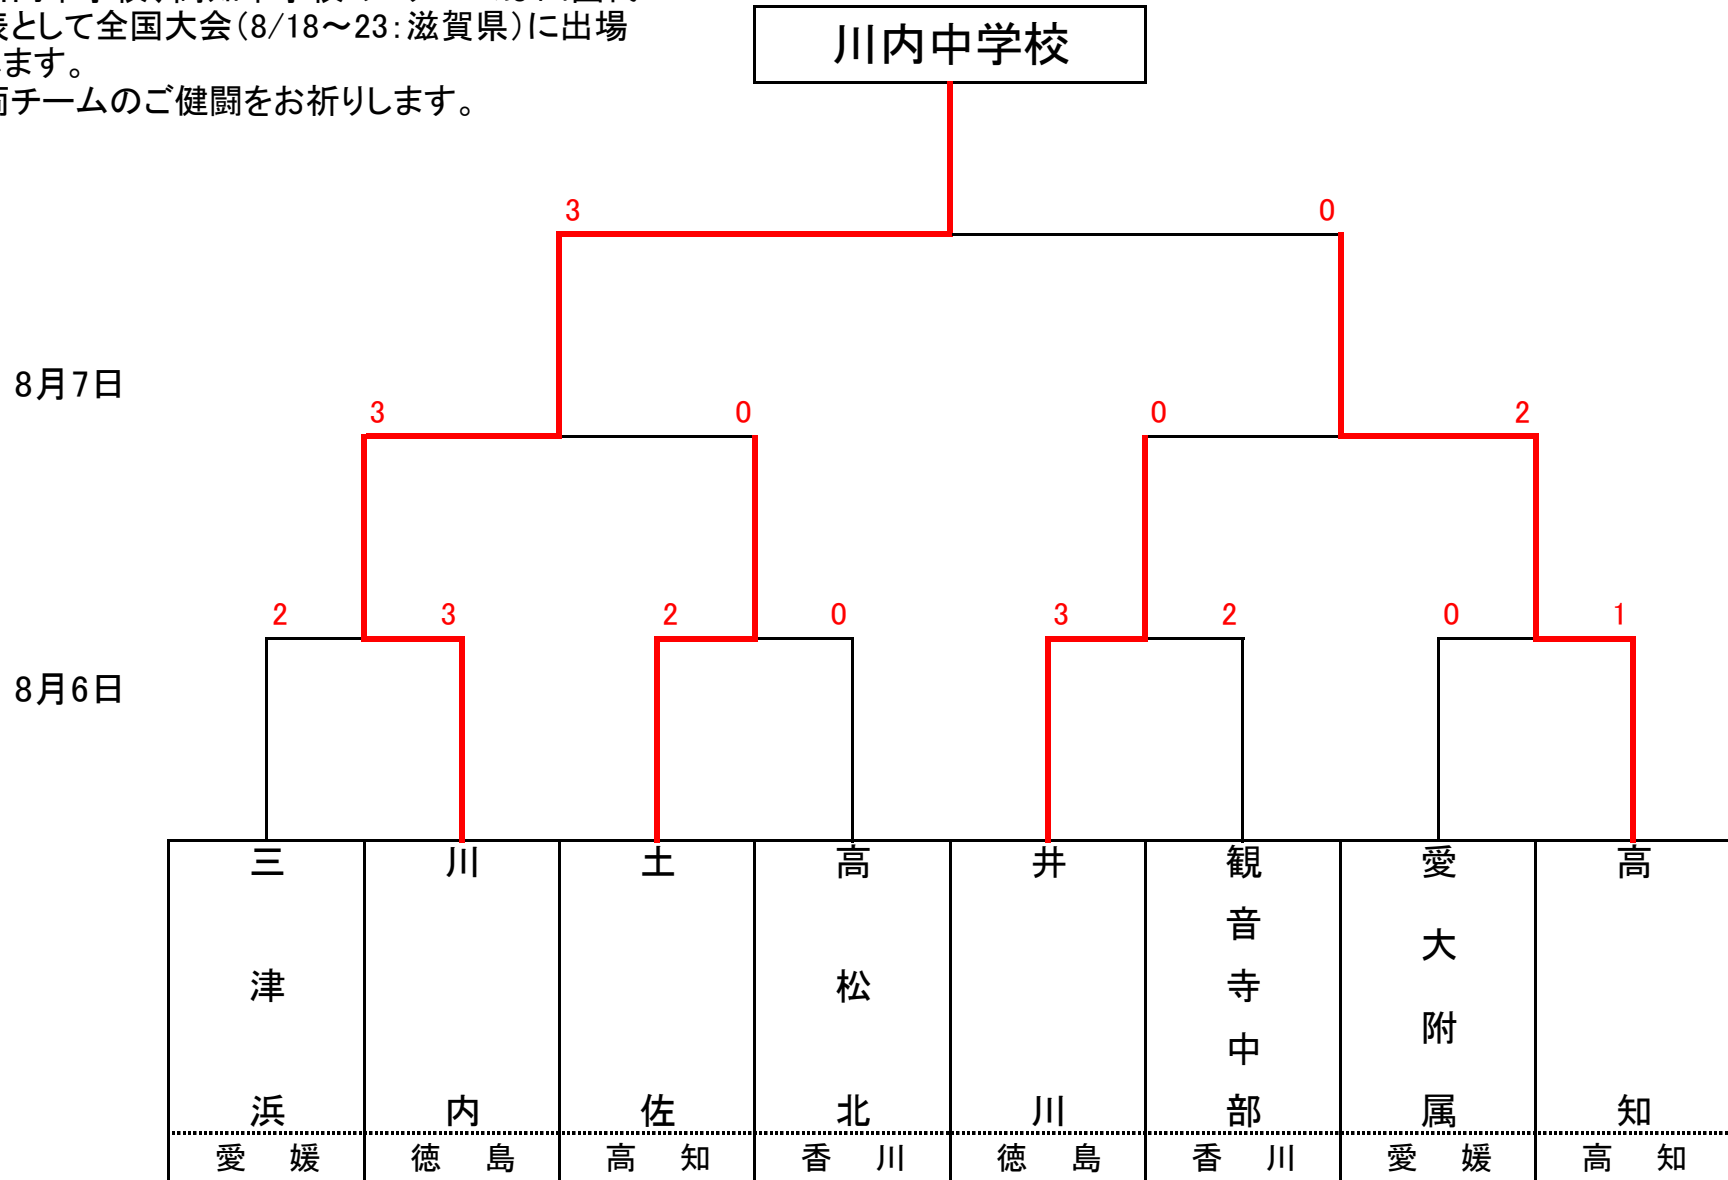 表として全国大会（8/18～23：滋賀県）に出場
ます。
両チームのご健闘をお祈りします。
川内中学校
3
0
8月7日
3
0
0
2
2
3
2
0
3
2
0
1
8月6日
三津浜
川内
土佐
高松北
井川
観音寺中部
愛大附属
高知
愛媛
徳島
高知
香川
徳島
香川
愛媛
高知